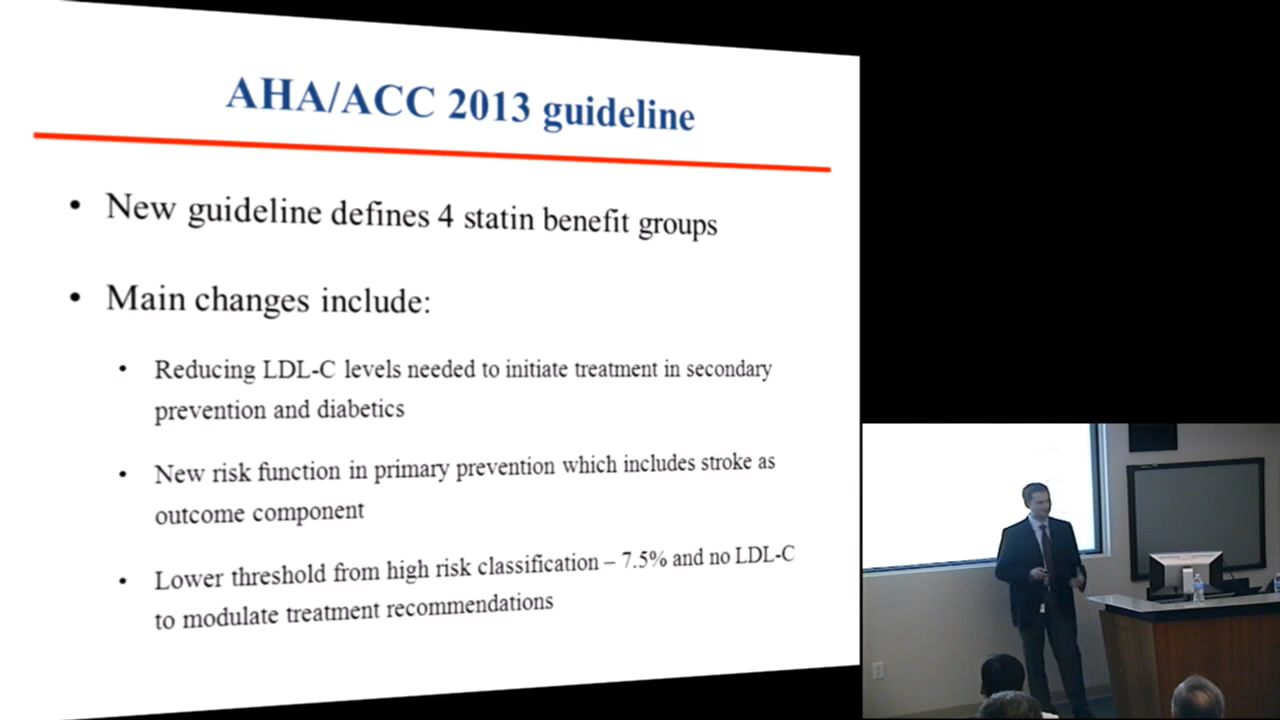 AHA/ACC 2013 guideline
• New guideline defines 4 statin benefit groups
• Main changes include:
• Reducing LDL-C levels needed to initiate treatment in secondary
prevention and diabetics
• New risk function in primary prevention which includes stroke as
outcome component
• Lower threshold from high risk classification – 7.5% and no LDL-C
to modulate treatment recommendations